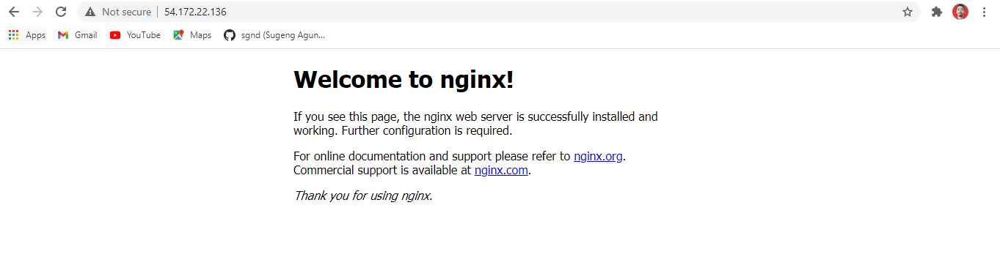 Not secure 54.172.22.136
Apps Gmail YouTube Maps sgnd (Sugeng Agun...
Welcome to nginx!
If you see this page, the nginx web server is successfully installed and
working. Further configuration is required.
For online documentation and support please refer to nginx.org.
Commercial support is available at nginx.com.
Thank you for using nginx.